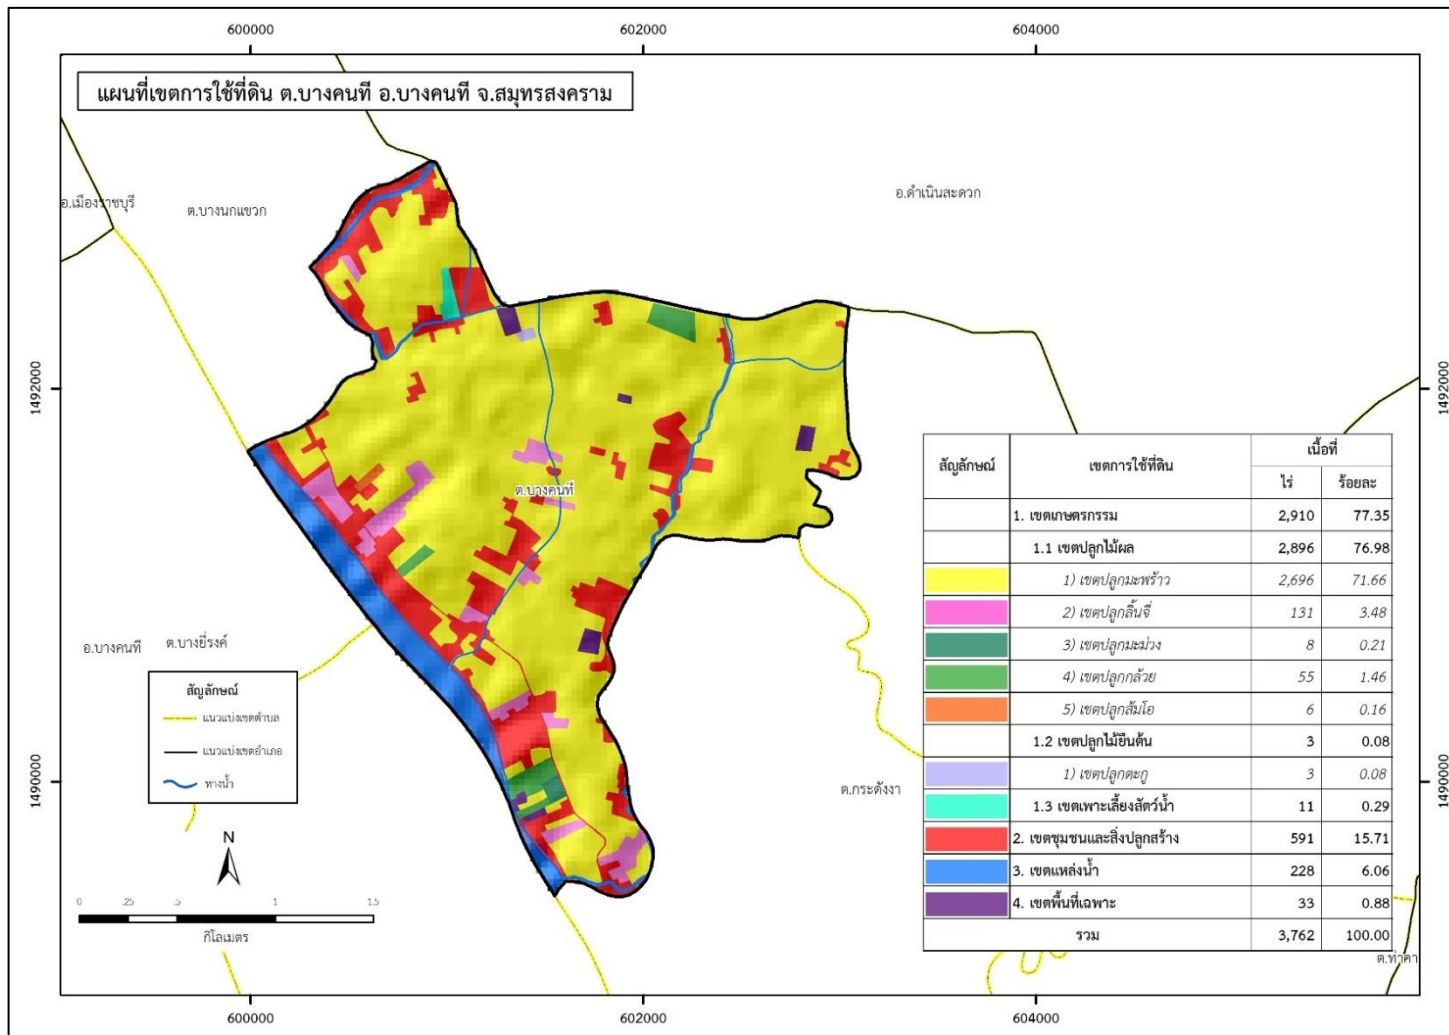 600000 602000 604000
แผนที่เขตการใช้ที่ดิน ต.บางคนที อ.บางคนที จ.สมุทรสงคราม
อ.เมืองราชบุรี
ต.บางนกแขวก
อ.ดำเนินสะดวก
1492000
1492000
ต.บางคนที
อ.บางคนที
ต.บางยี่รงค์
ต.กระดังงา
1490000
1490000
สัญลักษณ์
แนวแบ่งเขตตำบล
แนวแบ่งเขตอำเภอ
ทางน้ำ
N
0 .25 .5 1 1.5
กิโลเมตร
สัญลักษณ์ เขตการใช้ที่ดิน เนื้อที่
ไร่ ร้อยละ
1. เขตเกษตรกรรม 2,910 77.35
1.1 เขตปลูกไม้ผล 2,896 76.98
1) เขตปลูกมะพร้าว 2,696 71.66
2) เขตปลูกลิ้นจี่ 131 3.48
3) เขตปลูกมะม่วง 8 0.21
4) เขตปลูกกล้วย 55 1.46
5) เขตปลูกส้มโอ 6 0.16
1.2 เขตปลูกไม้ยืนต้น 3 0.08
1) เขตปลูกตะกู 3 0.08
1.3 เขตเพาะเลี้ยงสัตว์น้ำ 11 0.29
2. เขตชุมชนและสิ่งปลูกสร้าง 591 15.71
3. เขตแหล่งน้ำ 228 6.06
4. เขตพื้นที่เฉพาะ 33 0.88
รวม 3,762 100.00
ต.ท่าคา
600000 602000 604000